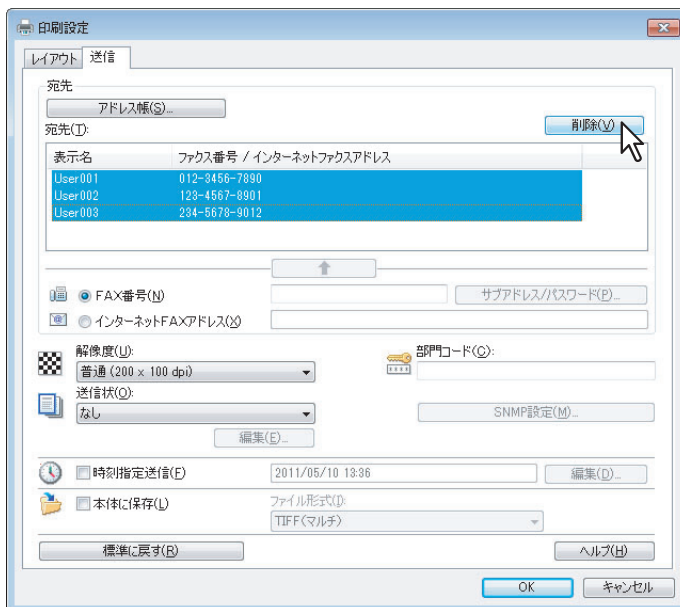 印刷設定
レイアウト 送信
宛先
アドレス帳(S)...
宛先(T):
削除(V)
表示名 ファクス番号 / インターネットファクスアドレス
User001 012-3456-7890
User002 123-4567-8901
User003 234-5678-9012
FAX番号(N) サブアドレス/パスワード(P)...
インターネットFAXアドレス(X)
解像度(U): 部門コード(C):
普通 (200 x 100 dpi)
送信状(O):
なし SNMP設定(M)...
編集(E)...
時刻指定送信(F) 2011/05/10 13:36 編集(D)...
本体に保存(L) ファイル形式(I):
TIFF(マルチ)
標準に戻す(R) ヘルプ(H)
OK キャンセル